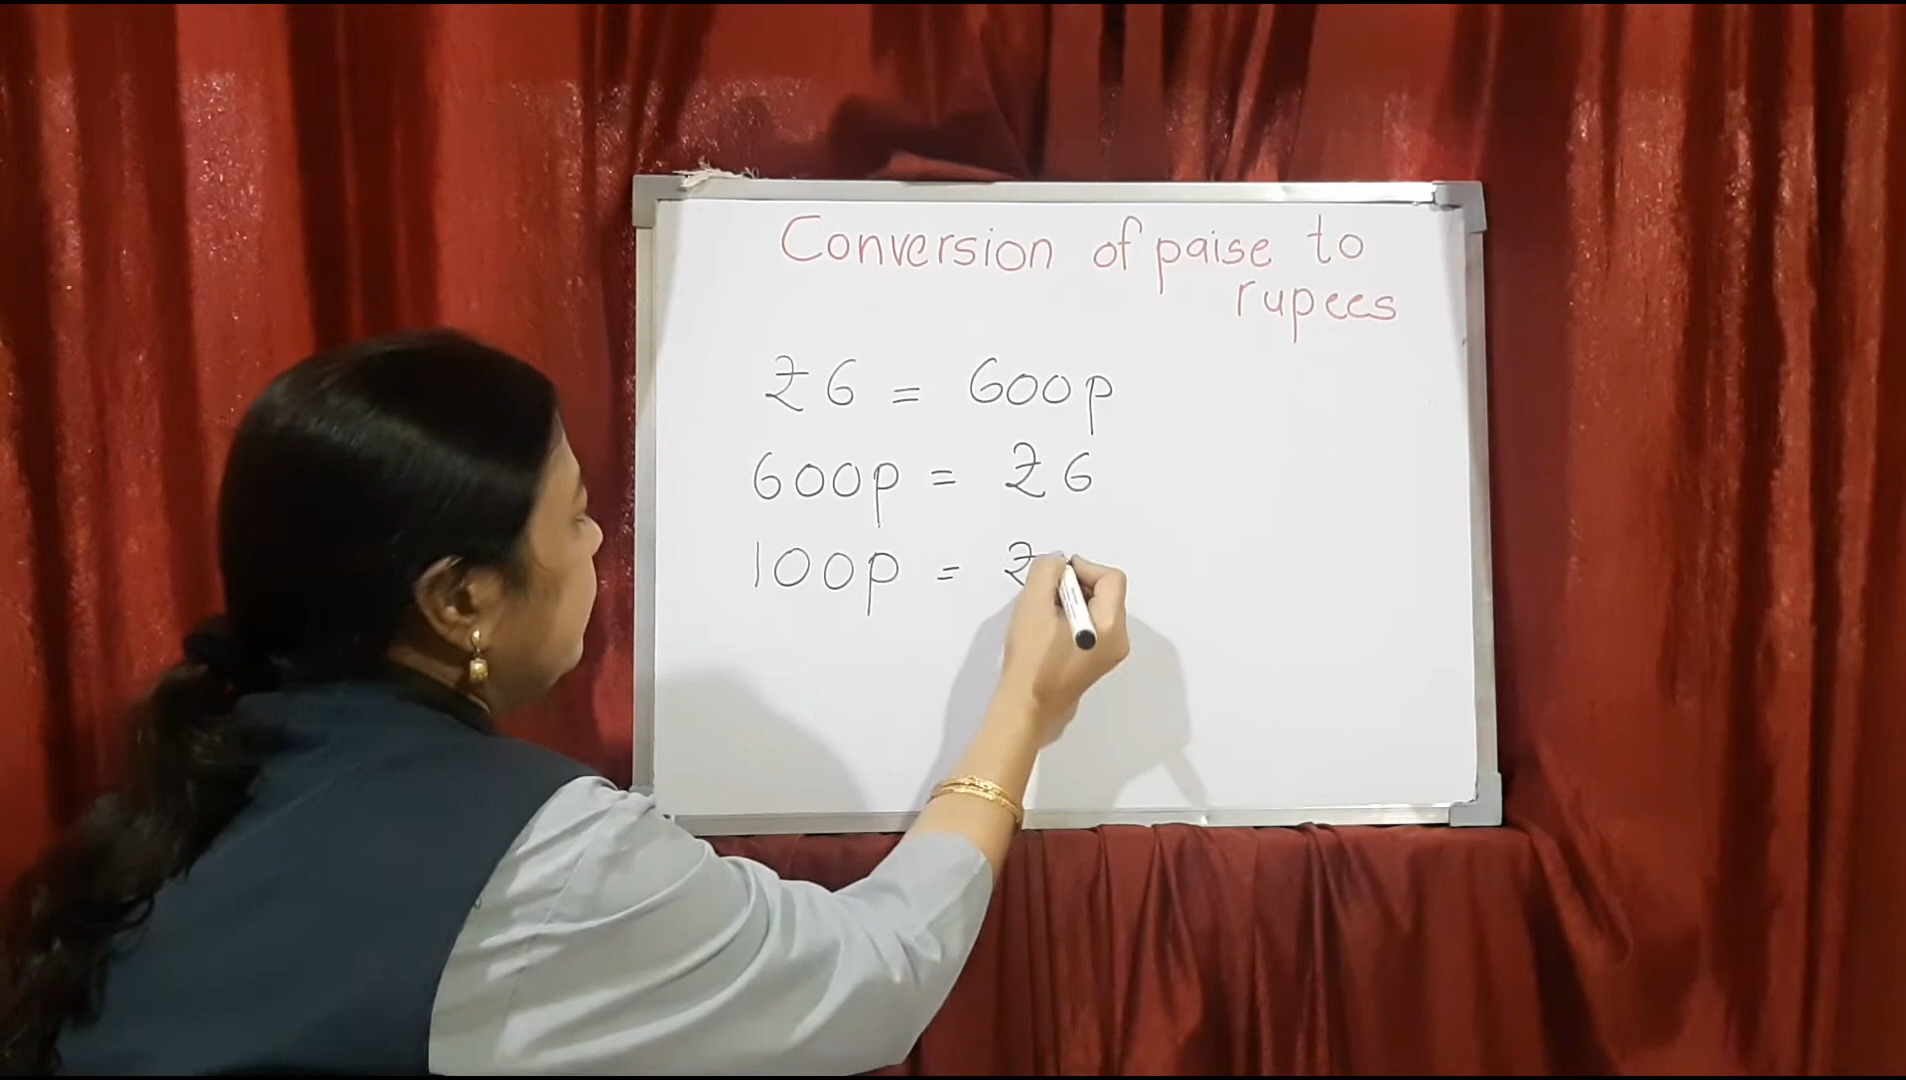 Conversion of paise to
rupees
₹6 = 600p
600p = ₹6
100p = ₹